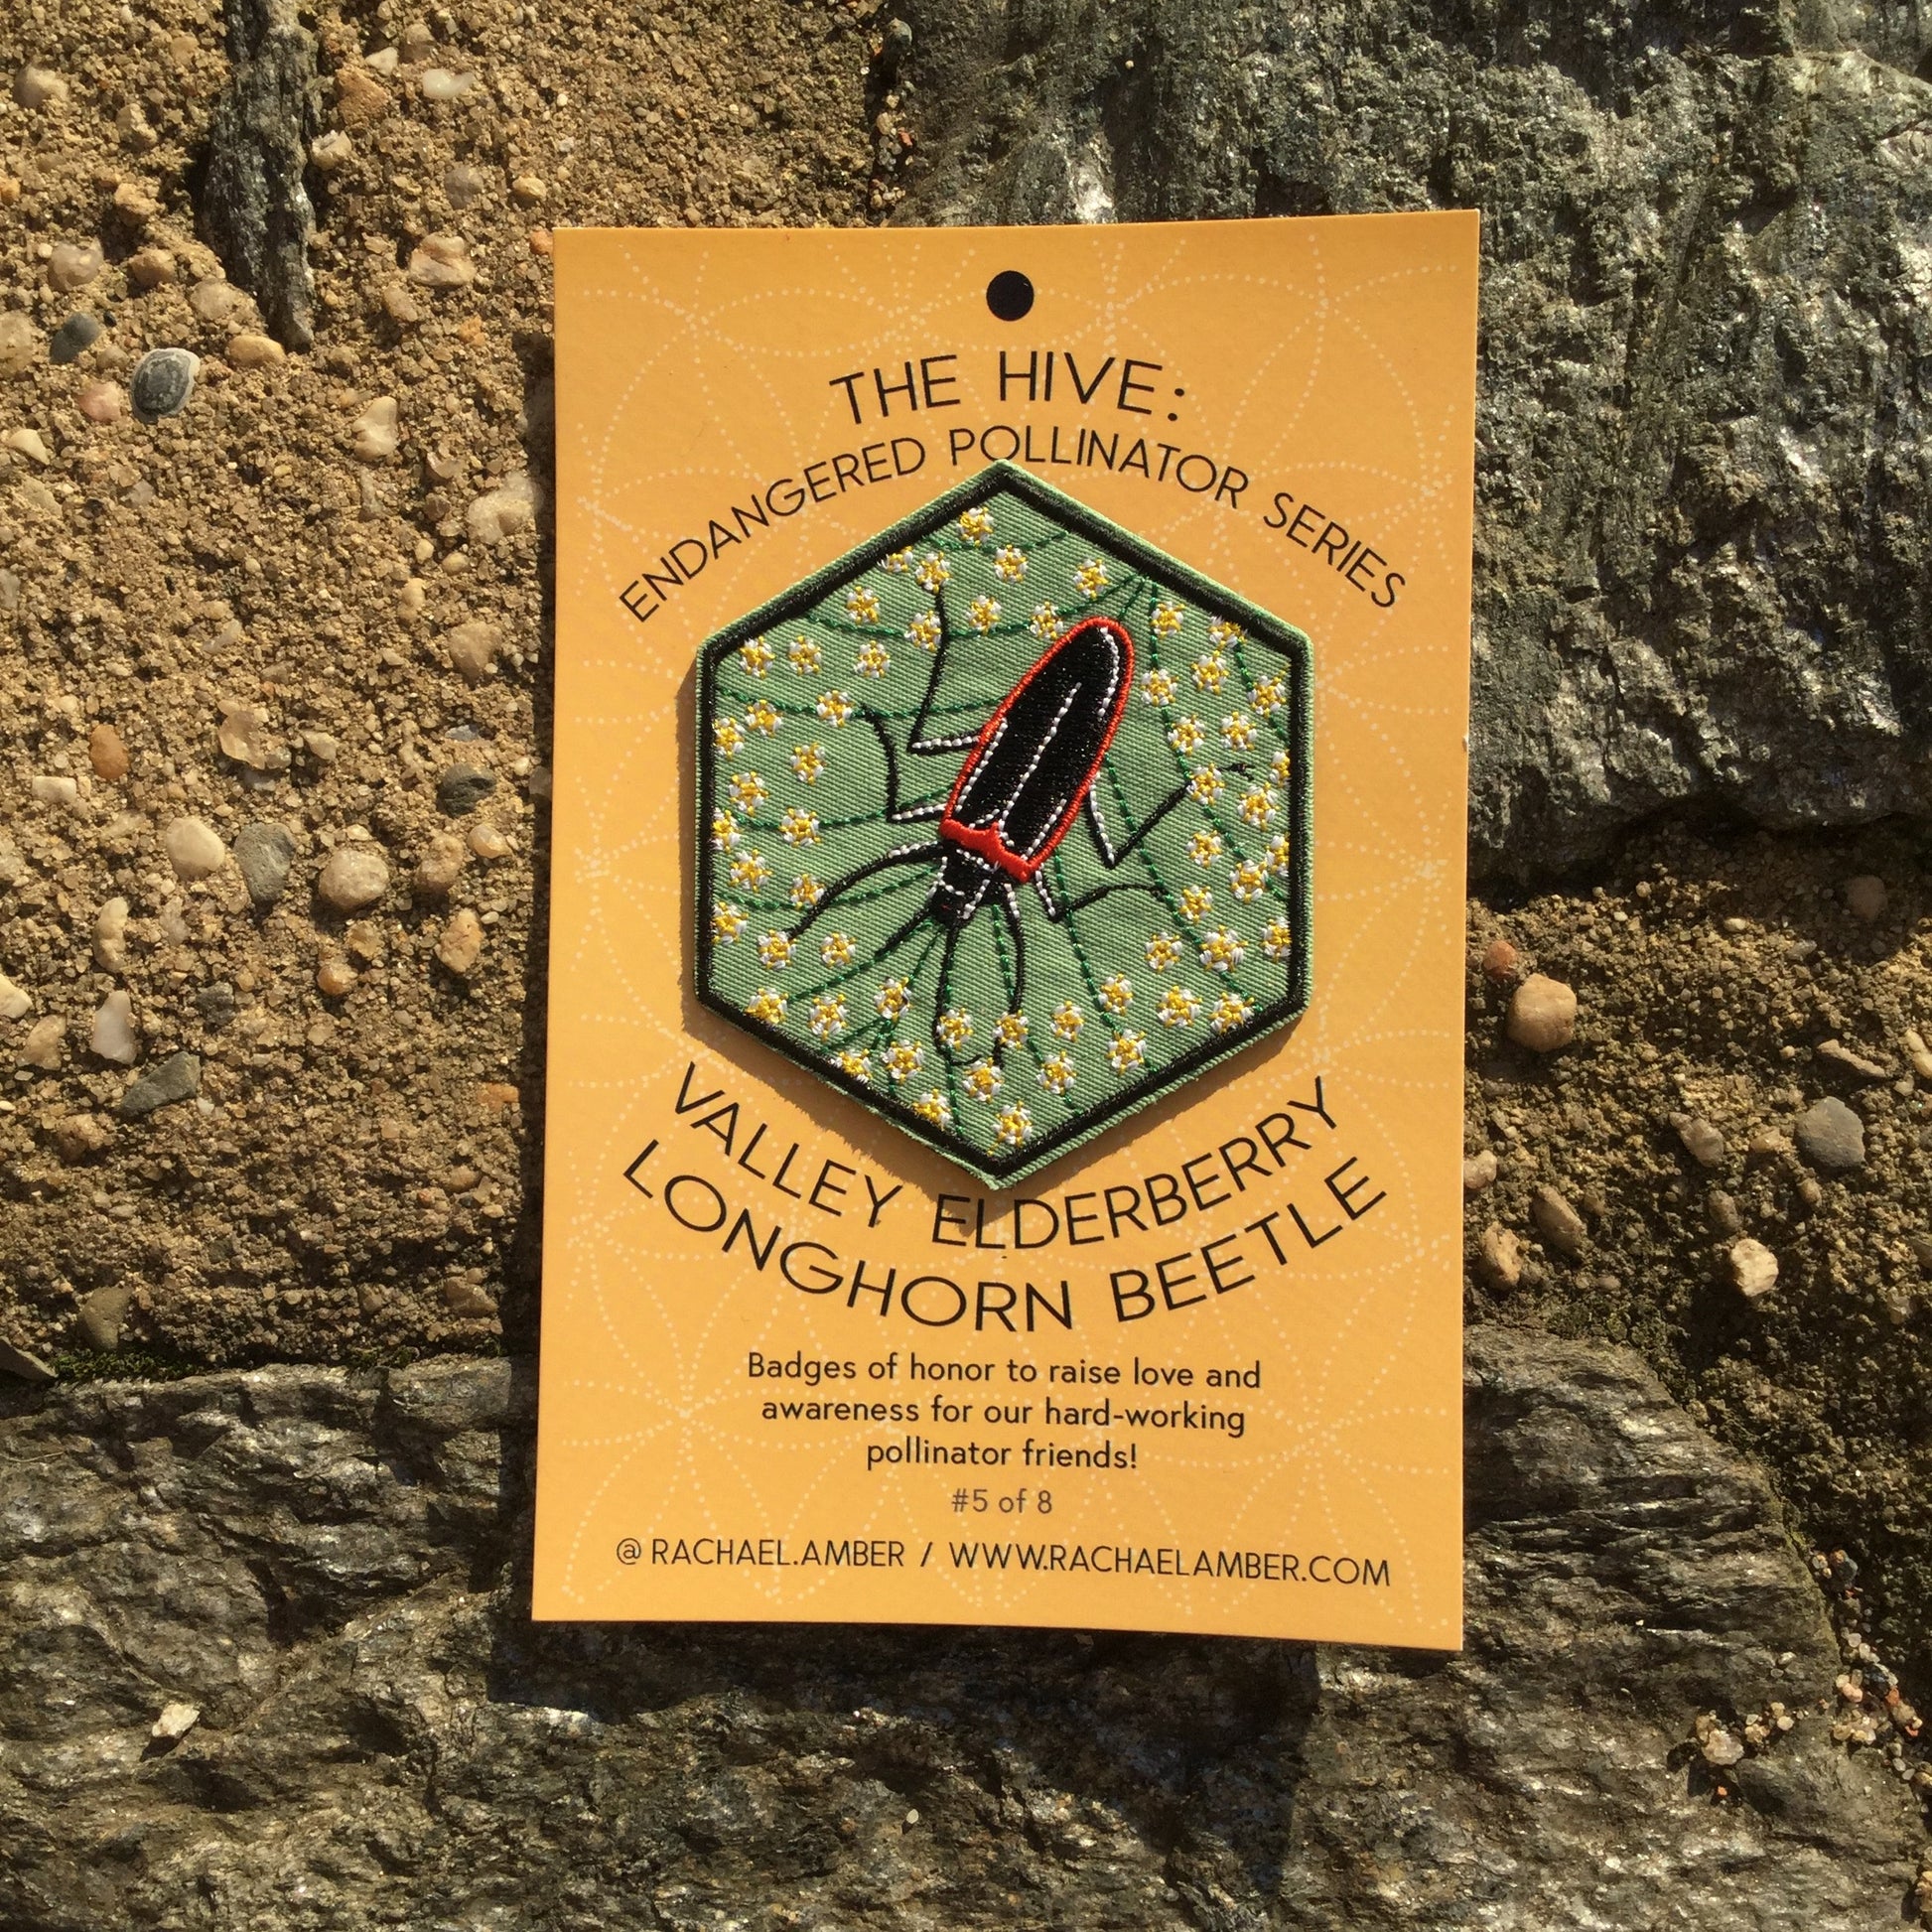 THE HIVE:
ENDANGERED POLLINATOR SERIES
VALLEY ELDERBERRY
LONGHORN BEETLE
Badges of honor to raise love and
awareness for our hard-working
pollinator friends!
#5 of 8
@RACHAEL.AMBER / WWW.RACHAELAMBER.COM